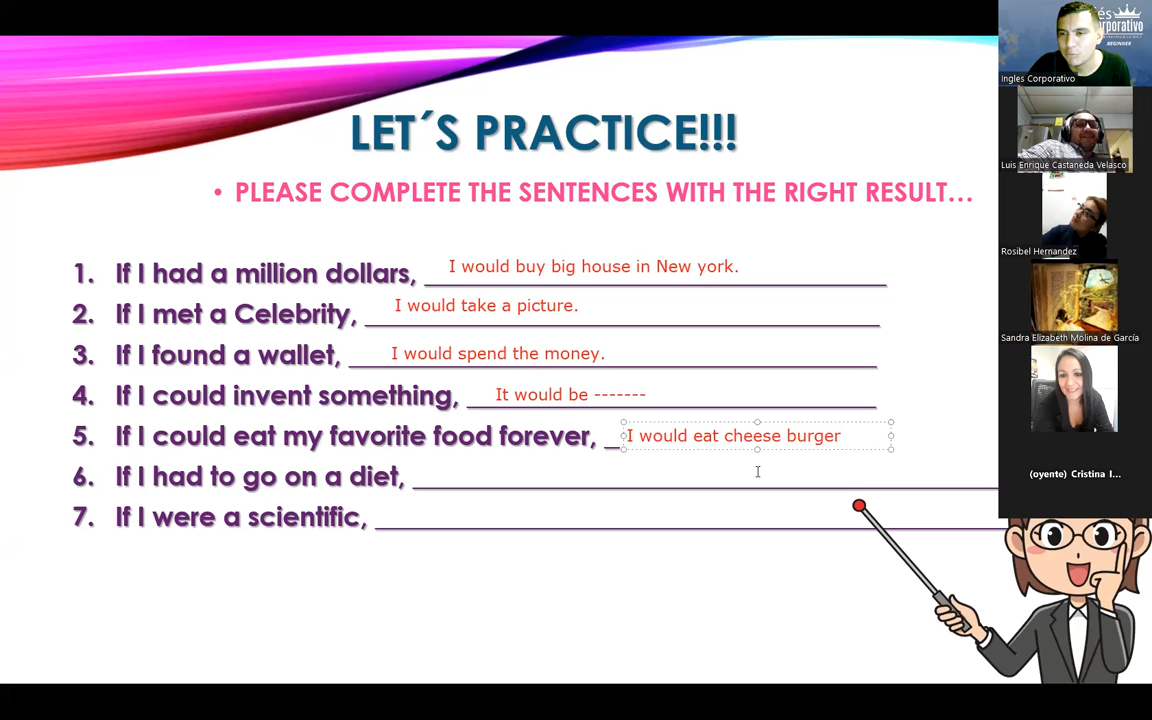 LET´S PRACTICE!!!
• PLEASE COMPLETE THE SENTENCES WITH THE RIGHT RESULT...
1. If I had a million dollars, I would buy big house in New york.
2. If I met a Celebrity, I would take a picture.
3. If I found a wallet, I would spend the money.
4. If I could invent something, It would be -------
5. If I could eat my favorite food forever, I would eat cheese burger
6. If I had to go on a diet,
7. If I were a scientific,
és
orporativo
BEGINNER
Ingles Corporativo
Luis Enrique Castaneda Velasco
Rosibel Hernandez
Sandra Elizabeth Molina de García
(oyente) Cristina I...